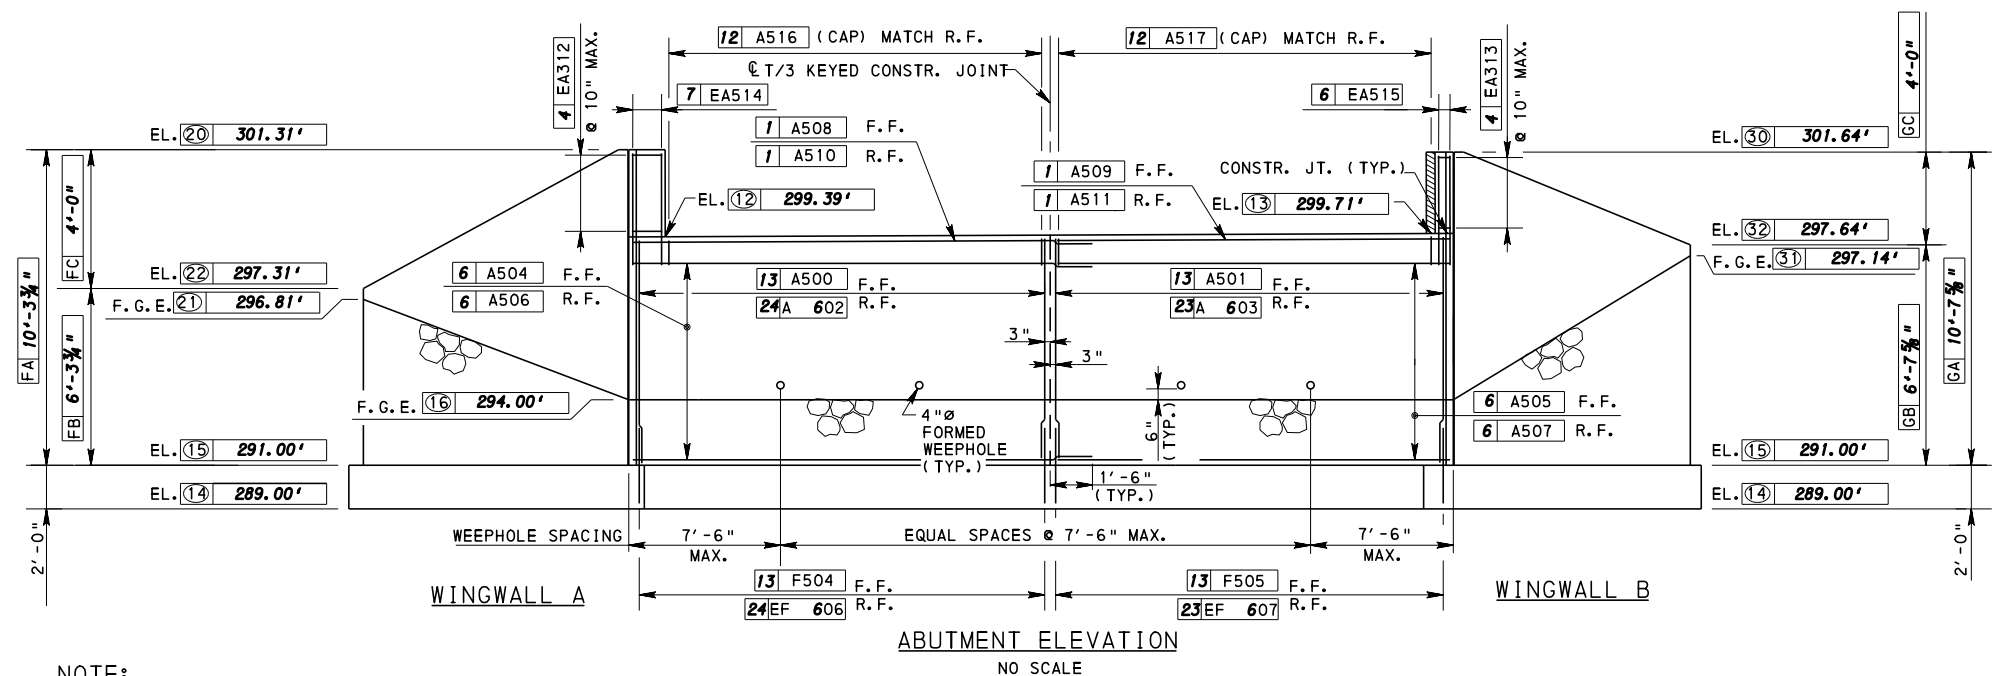 12 A516 (CAP) MATCH R.F.
12 A517 (CAP) MATCH R.F.
℄ T/3 KEYED CONSTR. JOINT
4 EA312
@ 10" MAX.
4 EA313
@ 10" MAX.
GC 4'-0"
7 EA514
6 EA515
EL. 20 301.31'
1 A508 F.F.
1 A510 R.F.
EL. 30 301.64'
1 A509 F.F.
1 A511 R.F.
CONSTR. JT. (TYP.)
EL. 12 299.39'
EL. 13 299.71'
FC 4'-0"
EL. 32 297.64'
F.G.E. 31 297.14'
EL. 22 297.31'
F.G.E. 21 296.81'
6 A504 F.F.
6 A506 R.F.
13 A500 F.F.
24 A 602 R.F.
13 A501 F.F.
23 A 603 R.F.
FA 10'-3¾"
FB 6'-3¾"
GA 10'-7⅝"
GB 6'-7⅝"
3"
3"
F.G.E. 16 294.00'
4"Ø
FORMED
WEEPHOLE
(TYP.)
6"
(TYP.)
6 A505 F.F.
6 A507 R.F.
EL. 15 291.00'
EL. 15 291.00'
1'-6"
(TYP.)
EL. 14 289.00'
EL. 14 289.00'
2'-0"
2'-0"
WEEPHOLE SPACING
7'-6"
MAX.
EQUAL SPACES @ 7'-6" MAX.
7'-6"
MAX.
13 F504 F.F.
24 EF 606 R.F.
13 F505 F.F.
23 EF 607 R.F.
WINGWALL A
WINGWALL B
ABUTMENT ELEVATION
NO SCALE
NOTE: